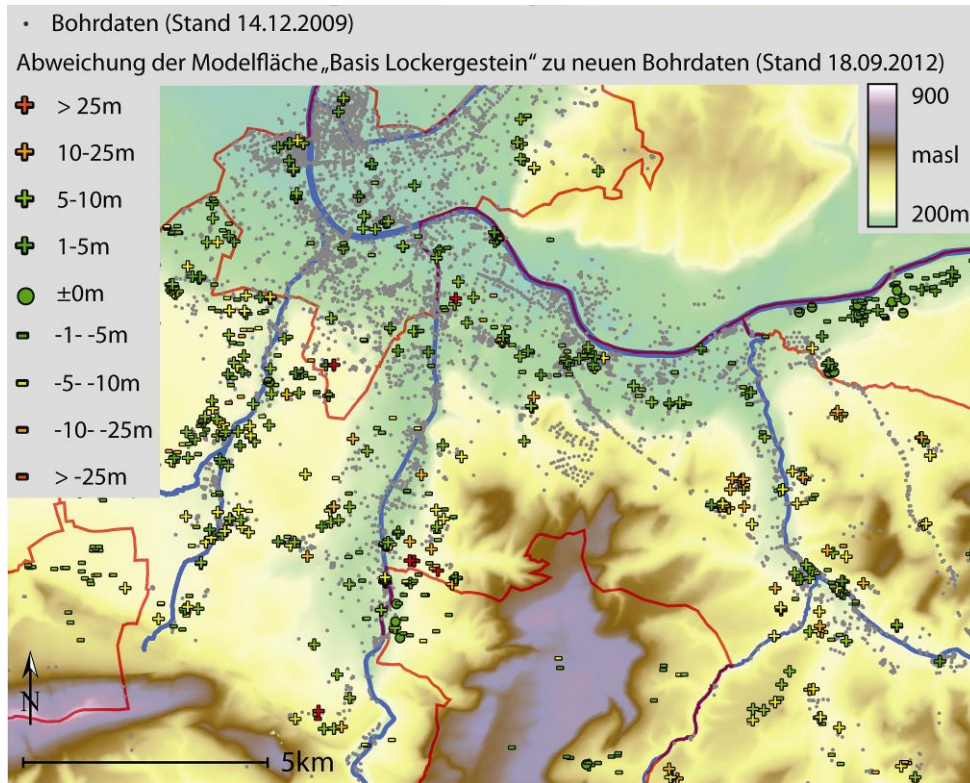 Bohrdaten (Stand 14.12.2009)
Abweichung der Modelfläche „Basis Lockergestein“ zu neuen Bohrdaten (Stand 18.09.2012)
> 25m
10-25m
5-10m
1-5m
±0m
-1- -5m
-5- -10m
-10- -25m
> -25m
900
masl
200m
N
5km